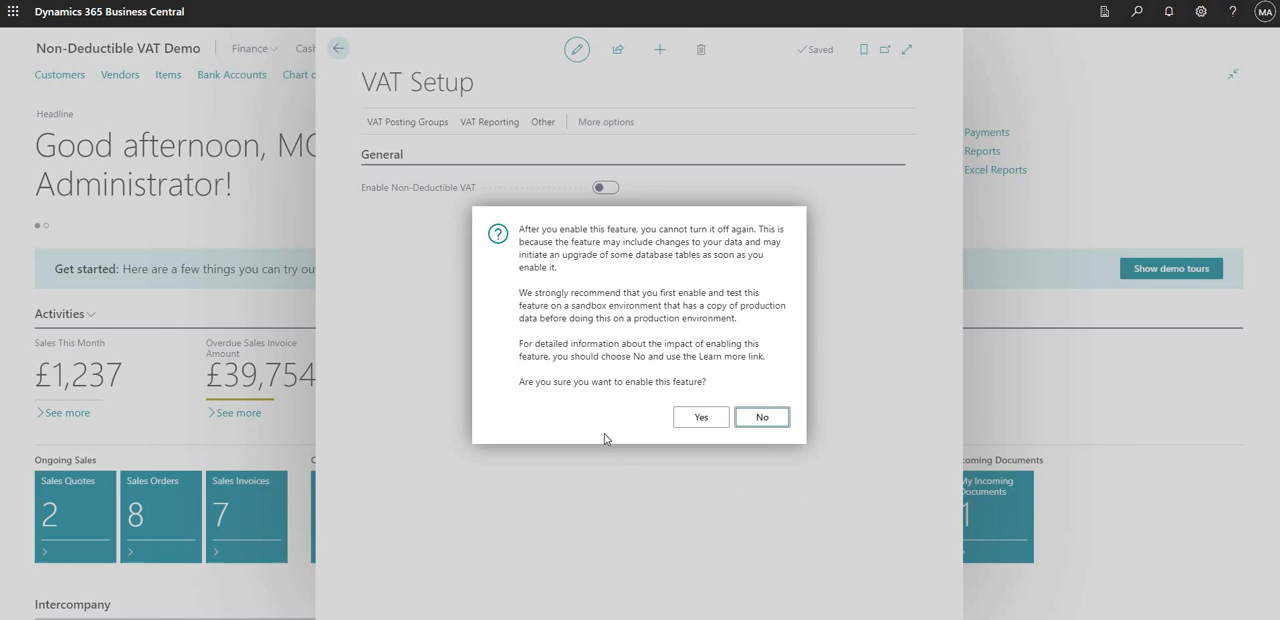 Dynamics 365 Business Central
MA
Non-Deductible VAT Demo
Finance
Customers
Vendors
Items
Bank Accounts
Headline
Good afternoon,
Administrator!
Get started: Here are a few things you can try
Show demo tours
Activities
Sales This Month
£1,237
See more
Overdue Sales Invoice
Amount
£39,754
See more
Ongoing Sales
Sales Quotes
2
Sales Orders
8
Sales Invoices
7
Intercompany
Saved
VAT Setup
VAT Posting Groups
VAT Reporting
Other
More options
General
Enable Non-Deductible VAT
After you enable this feature, you cannot turn it off again. This is
because the feature may include changes to your data and may
initiate an upgrade of some database tables as soon as you
enable it.
We strongly recommend that you first enable and test this
feature on a sandbox environment that has a copy of production
data before doing this on a production environment.
For detailed information about the impact of enabling this
feature, you should choose No and use the Learn more link.
Are you sure you want to enable this feature?
Yes
No
Payments
Reports
Excel Reports
Documents
My Incoming
Documents
1